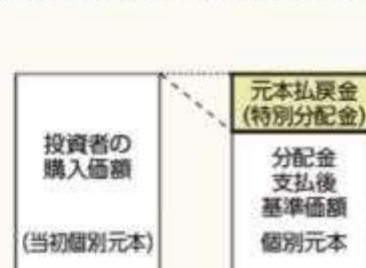 投資者の
購入価額
(当初個別元本)
元本払戻金
(特別分配金)
分配金
支払後
基準価額
個別元本